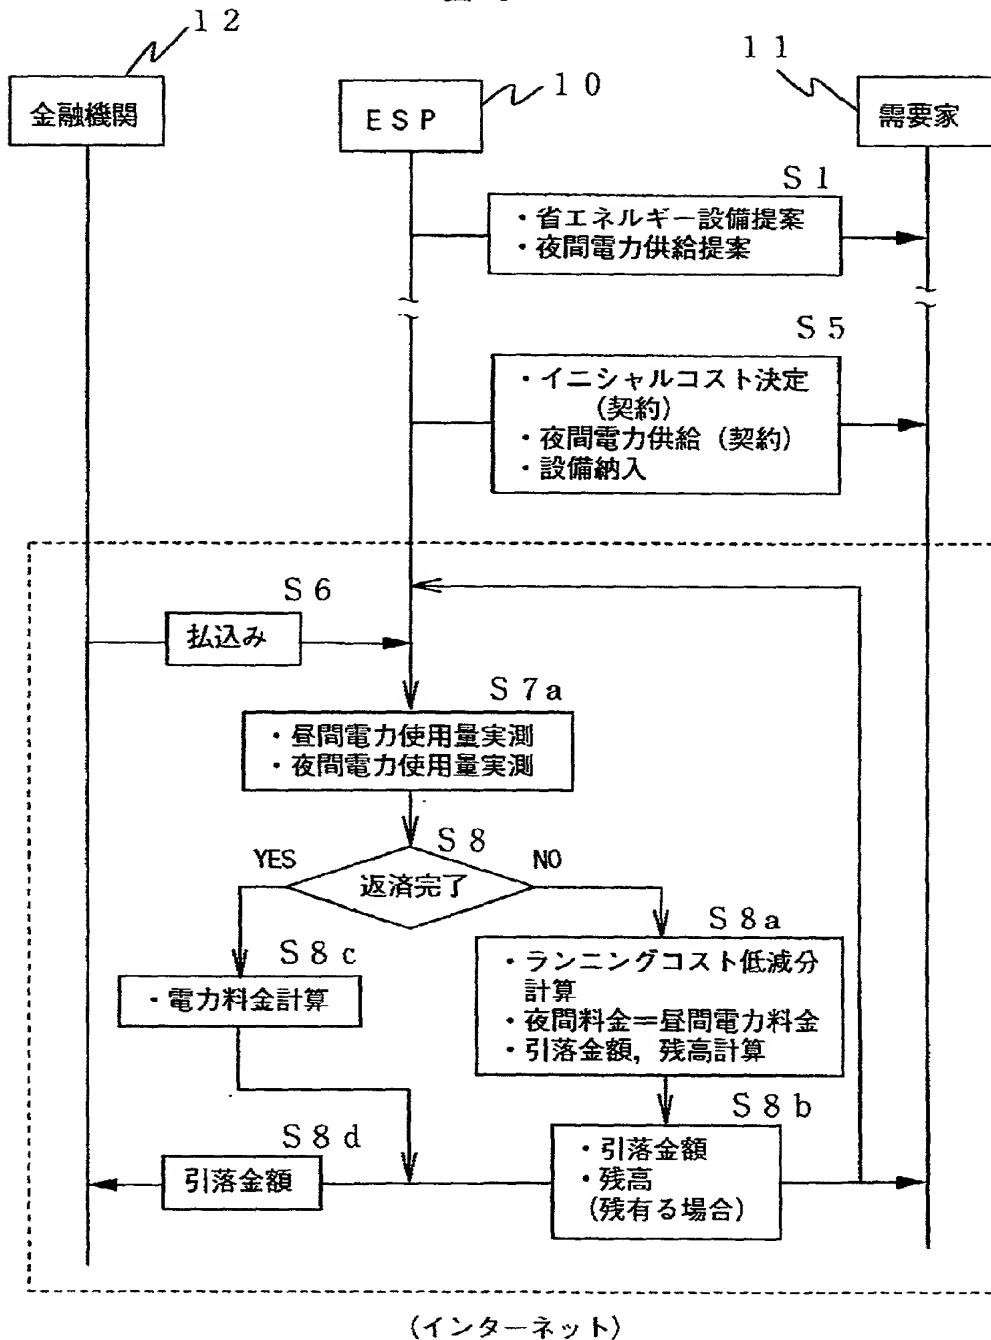 12
10
11
金融機関
ESP
需要家
S1
・省エネルギー設備提案
・夜間電力供給提案
S5
・イニシャルコスト決定
(契約)
・夜間電力供給(契約)
・設備納入
S6
払込み
S7a
・昼間電力使用量実測
・夜間電力使用量実測
S8
YES
NO
返済完了
S8c
・電力料金計算
S8a
・ランニングコスト低減分
計算
・夜間料金=昼間電力料金
・引落金額,残高計算
S8b
・引落金額
・残高
(残有る場合)
S8d
引落金額
(インターネット)